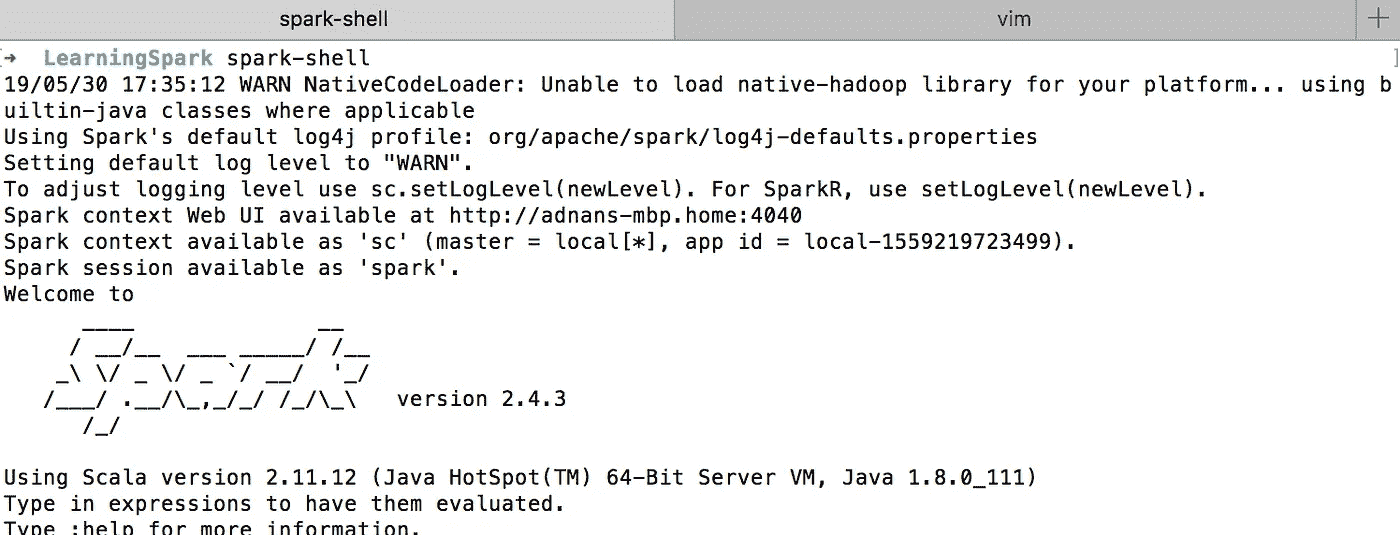 spark-shell
vim
→ LearningSpark spark-shell
19/05/30 17:35:12 WARN NativeCodeLoader: Unable to load native-hadoop library for your platform... using b
uiltin-java classes where applicable
Using Spark's default log4j profile: org/apache/spark/log4j-defaults.properties
Setting default log level to "WARN".
To adjust logging level use sc.setLogLevel(newLevel). For SparkR, use setLogLevel(newLevel).
Spark context Web UI available at http://adnans-mbp.home:4040
Spark context available as 'sc' (master = local[*], app id = local-1559219723499).
Spark session available as 'spark'.
Welcome to
      ____              __
     / __/__  ___ _____/ /__
    _\ \/ _ \/ _ `/ __/  '_/
   /___/ .__/\_,_/_/ /_/\_\   version 2.4.3
      /_/
Using Scala version 2.11.12 (Java HotSpot(TM) 64-Bit Server VM, Java 1.8.0_111)
Type in expressions to have them evaluated.
Type :help for more information.